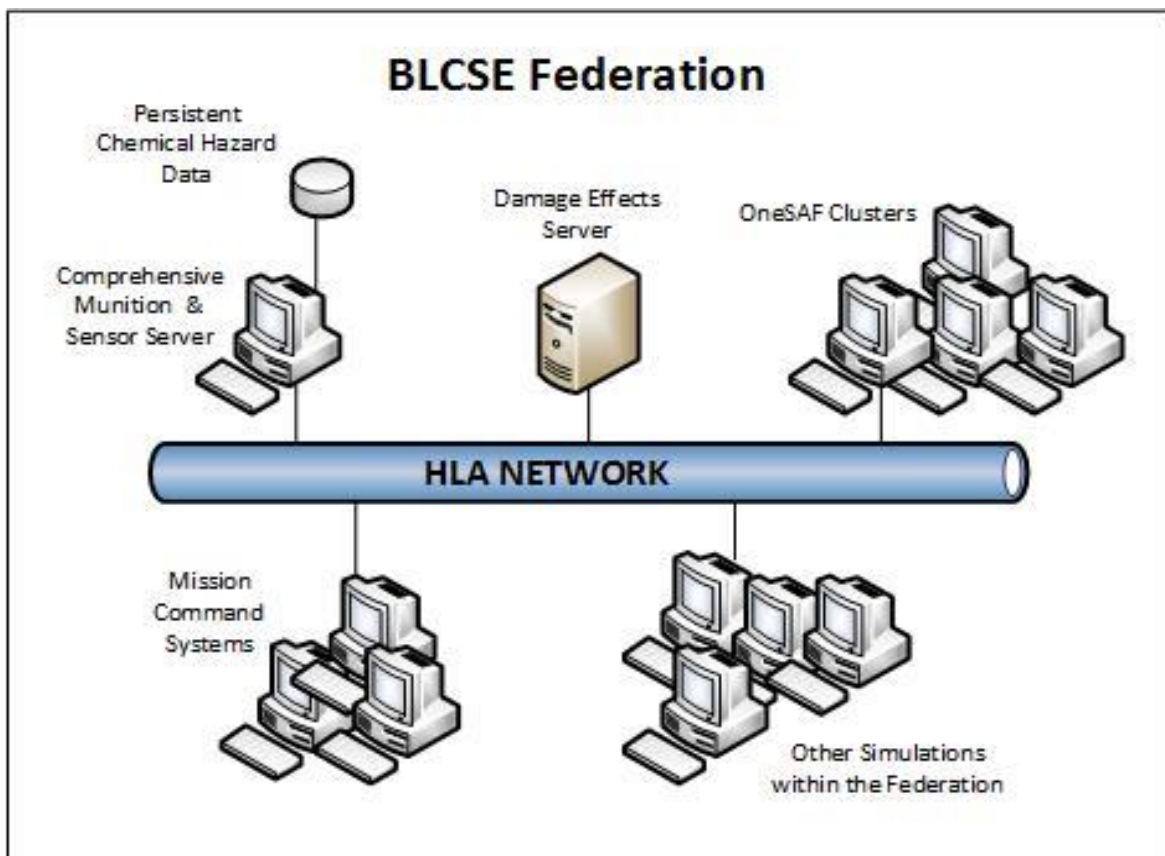 BLCSE Federation
Persistent
Chemical Hazard
Data
Damage Effects
Server
OneSAF Clusters
Comprehensive
Munition & 
Sensor Server
HLA NETWORK
Mission
Command
Systems
Other Simulations
within the Federation